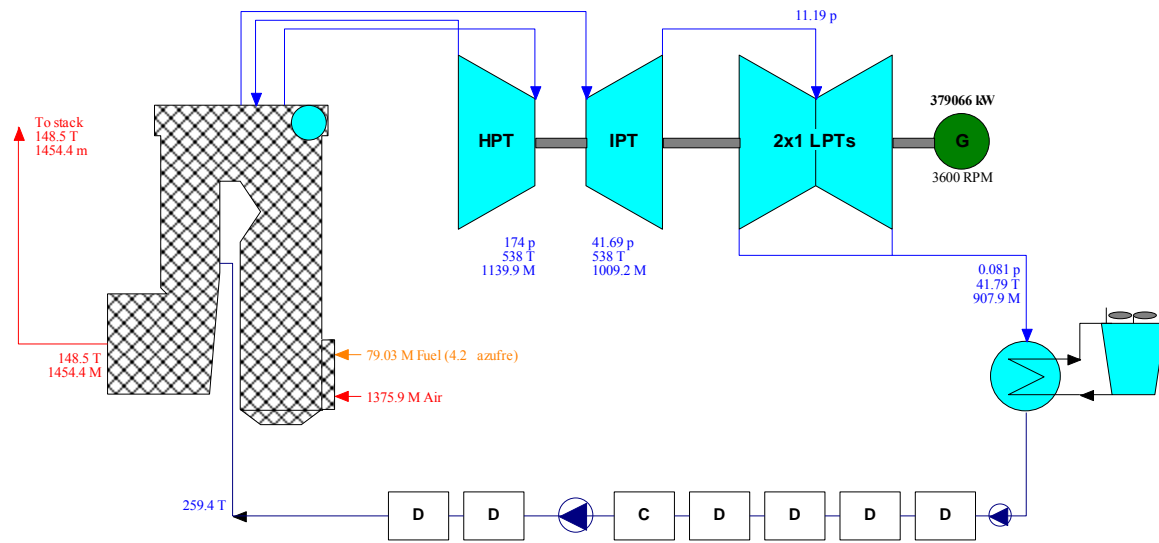 11.19 p
379066 kW
To stack
148.5 T
1454.4 m
HPT
IPT
2x1 LPTs
G
3600 RPM
174 p
538 T
1139.9 M
41.69 p
538 T
1009.2 M
0.081 p
41.79 T
907.9 M
148.5 T
1454.4 M
79.03 M Fuel (4.2 azufre)
1375.9 M Air
259.4 T
D
D
C
D
D
D
D